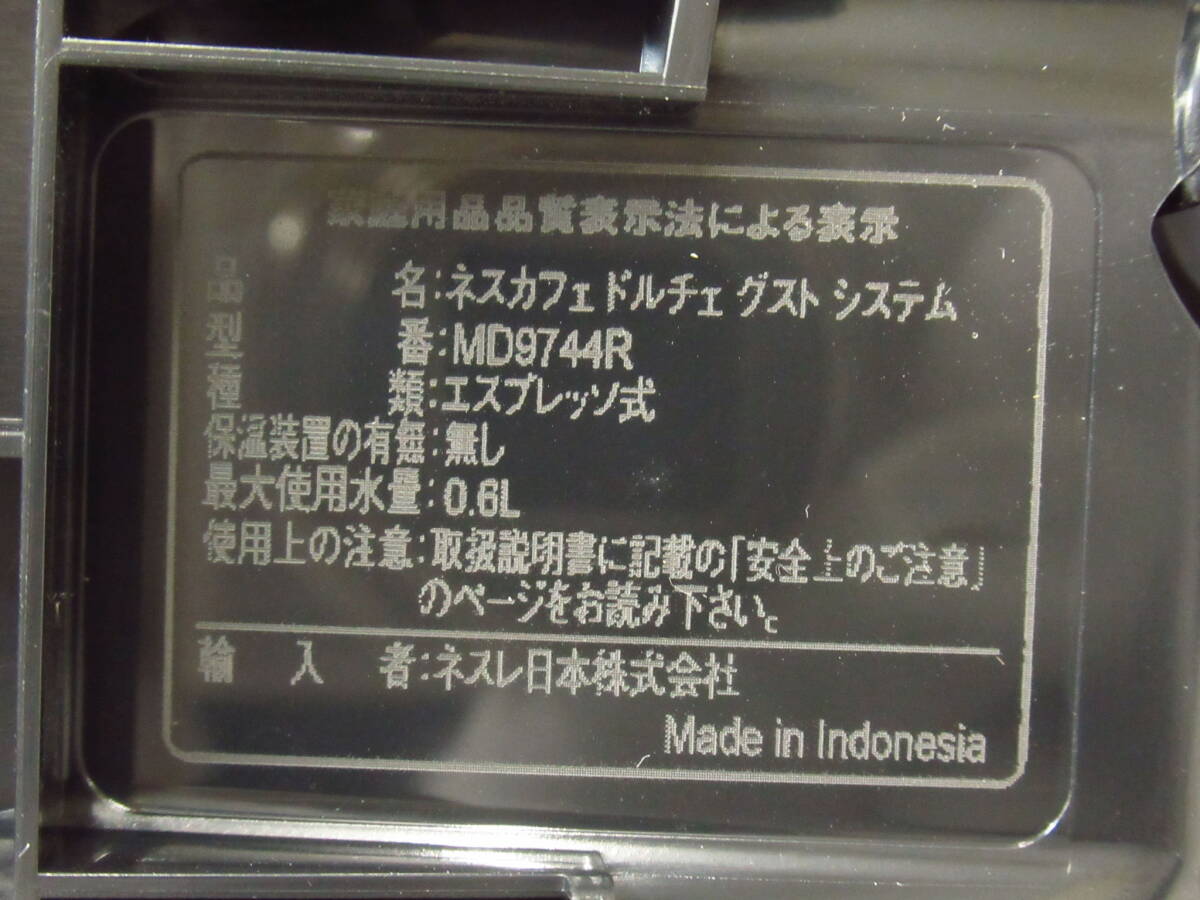 家庭用品品質表示法による表示
品名:ネスカフェ ドルチェ グスト システム
型番:MD9744R
種類:エスプレッソ式
保温装置の有無:無し
最大使用水量:0.6L
使用上の注意:取扱説明書に記載の「安全上のご注意」
のページをお読み下さい。
輸入者:ネスレ日本株式会社
Made in Indonesia